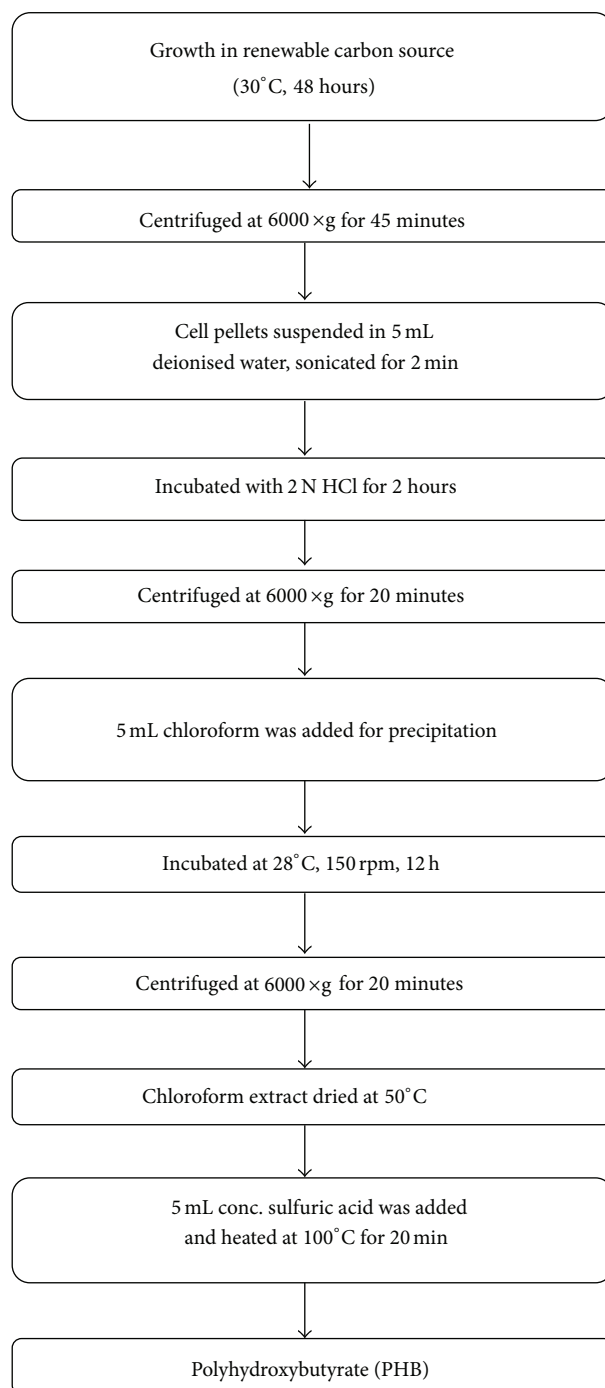 Growth in renewable carbon source
(30°C, 48 hours)
Centrifuged at 6000 ×g for 45 minutes
Cell pellets suspended in 5 mL
deionised water, sonicated for 2 min
Incubated with 2 N HCl for 2 hours
Centrifuged at 6000 ×g for 20 minutes
5 mL chloroform was added for precipitation
Incubated at 28°C, 150 rpm, 12 h
Centrifuged at 6000 ×g for 20 minutes
Chloroform extract dried at 50°C
5 mL conc. sulfuric acid was added
and heated at 100°C for 20 min
Polyhydroxybutyrate (PHB)